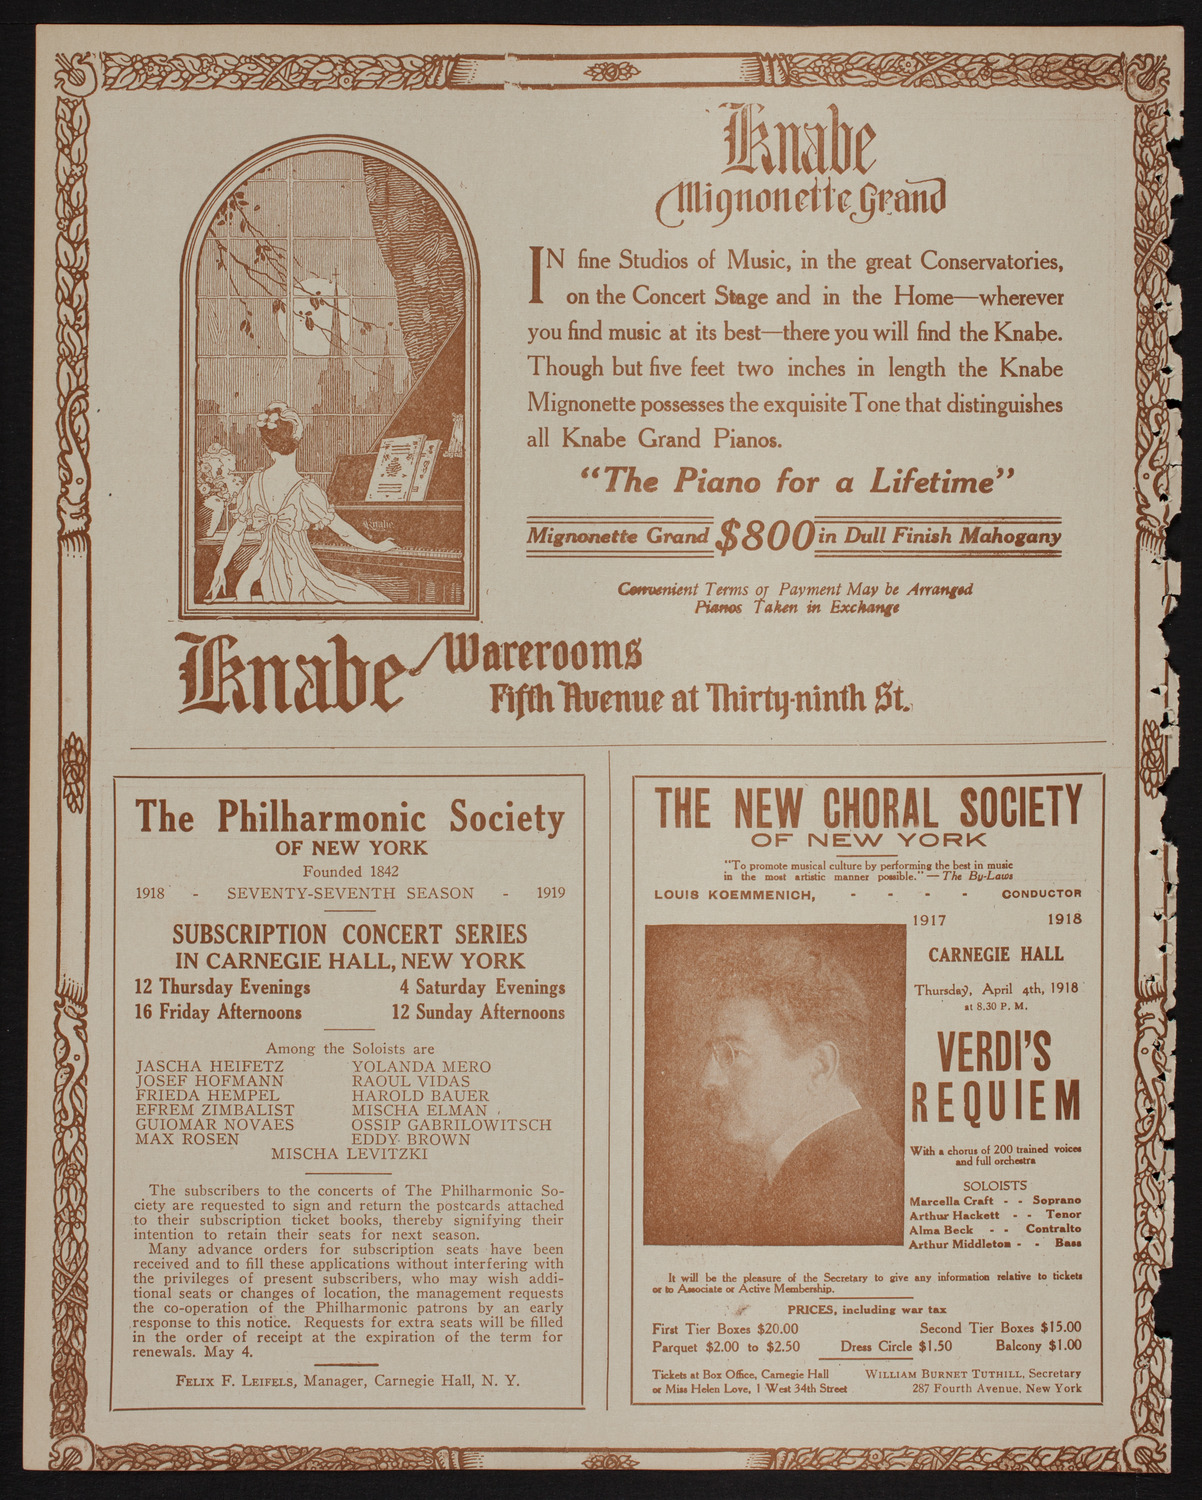 Knabe
Mignonette Grand
IN fine Studios of Music, in the great Conservatories,
on the Concert Stage and in the Home—wherever
you find music at its best—there you will find the Knabe.
Though but five feet two inches in length the Knabe
Mignonette possesses the exquisite Tone that distinguishes
all Knabe Grand Pianos.
"The Piano for a Lifetime"
Mignonette Grand $800 in Dull Finish Mahogany
Convenient Terms of Payment May be Arranged
Pianos Taken in Exchange
Knabe
Knabe Warerooms
Fifth Avenue at Thirty-ninth St.
The Philharmonic Society
OF NEW YORK
Founded 1842
1918 - SEVENTY-SEVENTH SEASON - 1919
SUBSCRIPTION CONCERT SERIES
IN CARNEGIE HALL, NEW YORK
12 Thursday Evenings 4 Saturday Evenings
16 Friday Afternoons 12 Sunday Afternoons
Among the Soloists are
JASCHA HEIFETZ YOLANDA MERO
JOSEF HOFMANN RAOUL VIDAS
FRIEDA HEMPEL HAROLD BAUER
EFREM ZIMBALIST MISCHA ELMAN
GUIOMAR NOVAES OSSIP GABRILOWITSCH
MAX ROSEN EDDY BROWN
MISCHA LEVITZKI
The subscribers to the concerts of The Philharmonic So-
ciety are requested to sign and return the postcards attached
to their subscription ticket books, thereby signifying their
intention to retain their seats for next season.
Many advance orders for subscription seats have been
received and to fill these applications without interfering with
the privileges of present subscribers, who may wish addi-
tional seats or changes of location, the management requests
the co-operation of the Philharmonic patrons by an early
response to this notice. Requests for extra seats will be filled
in the order of receipt at the expiration of the term for
renewals. May 4.
FELIX F. LEIFELS, Manager, Carnegie Hall, N. Y.
THE NEW CHORAL SOCIETY
OF NEW YORK
"To promote musical culture by performing the best in music
in the most artistic manner possible." — The By-Laws
LOUIS KOEMMENICH, - - - - CONDUCTOR
1917 1918
CARNEGIE HALL
Thursday, April 4th, 1918
at 8.30 P. M.
VERDI'S
REQUIEM
With a chorus of 200 trained voices
and full orchestra
SOLOISTS
Marcella Craft - - Soprano
Arthur Hackett - - Tenor
Alma Beck - - Contralto
Arthur Middleton - - Bass
It will be the pleasure of the Secretary to give any information relative to tickets
or to Associate or Active Membership.
PRICES, including war tax
First Tier Boxes $20.00 Second Tier Boxes $15.00
Parquet $2.00 to $2.50 Dress Circle $1.50 Balcony $1.00
Tickets at Box Office, Carnegie Hall WILLIAM BURNET TUTHILL, Secretary
or Miss Helen Love, 1 West 34th Street 287 Fourth Avenue, New York